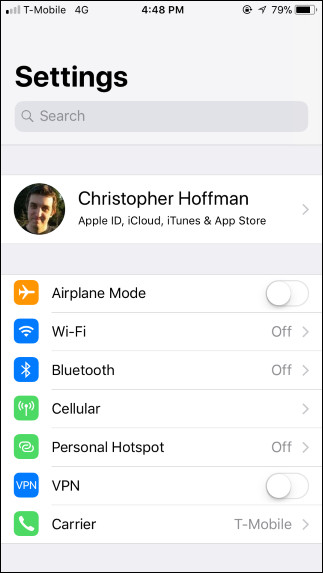 T-Mobile 4G 4:48 PM 79%
Settings
Search
Christopher Hoffman
Apple ID, iCloud, iTunes & App Store
Airplane Mode
Wi-Fi Off
Bluetooth Off
Cellular
Personal Hotspot Off
VPN VPN
Carrier T-Mobile